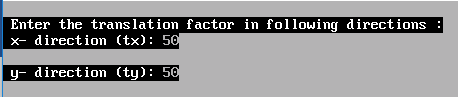 Enter the translation factor in following directions :
x- direction (tx): 50
y- direction (ty): 50